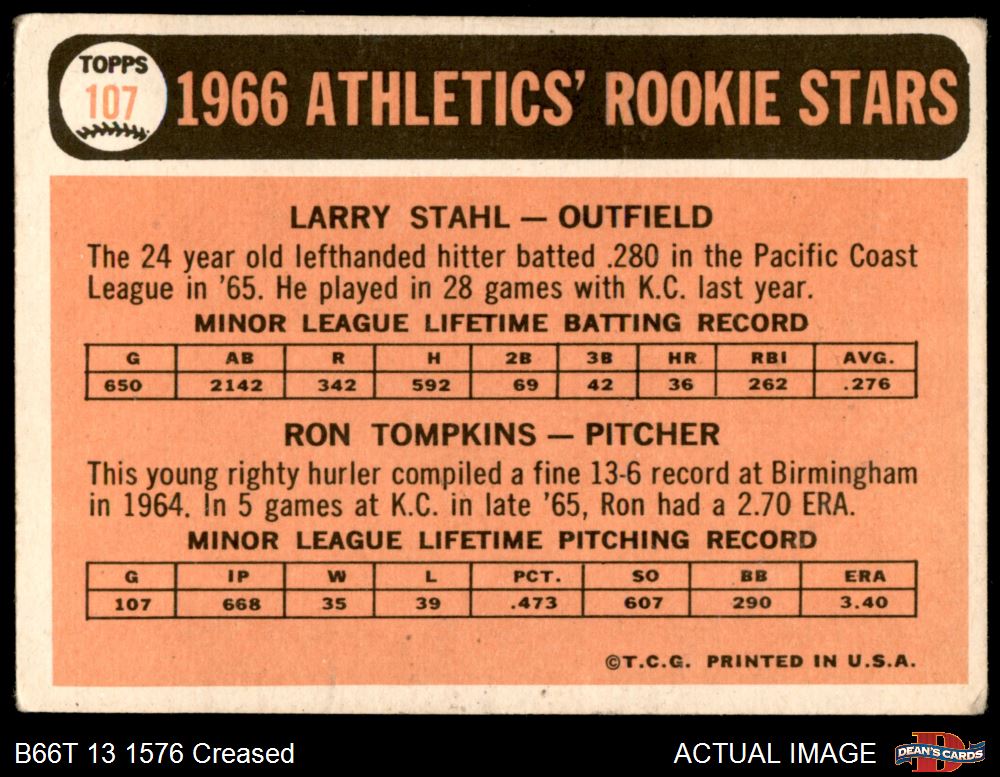 TOPPS
107
1966 ATHLETICS' ROOKIE STARS
LARRY STAHL — OUTFIELD
The 24 year old lefthanded hitter batted .280 in the Pacific Coast
League in '65. He played in 28 games with K.C. last year.
MINOR LEAGUE LIFETIME BATTING RECORD
G AB R H 2B 3B HR RBI AVG.
650 2142 342 592 69 42 36 262 .276
RON TOMPKINS — PITCHER
This young righty hurler compiled a fine 13-6 record at Birmingham
in 1964. In 5 games at K.C. in late '65, Ron had a 2.70 ERA.
MINOR LEAGUE LIFETIME PITCHING RECORD
G IP W L PCT. SO BB ERA
107 668 35 39 .473 607 290 3.40
©T.C.G. PRINTED IN U.S.A.
B66T 13 1576 Creased
ACTUAL IMAGE
DEAN'S CARDS